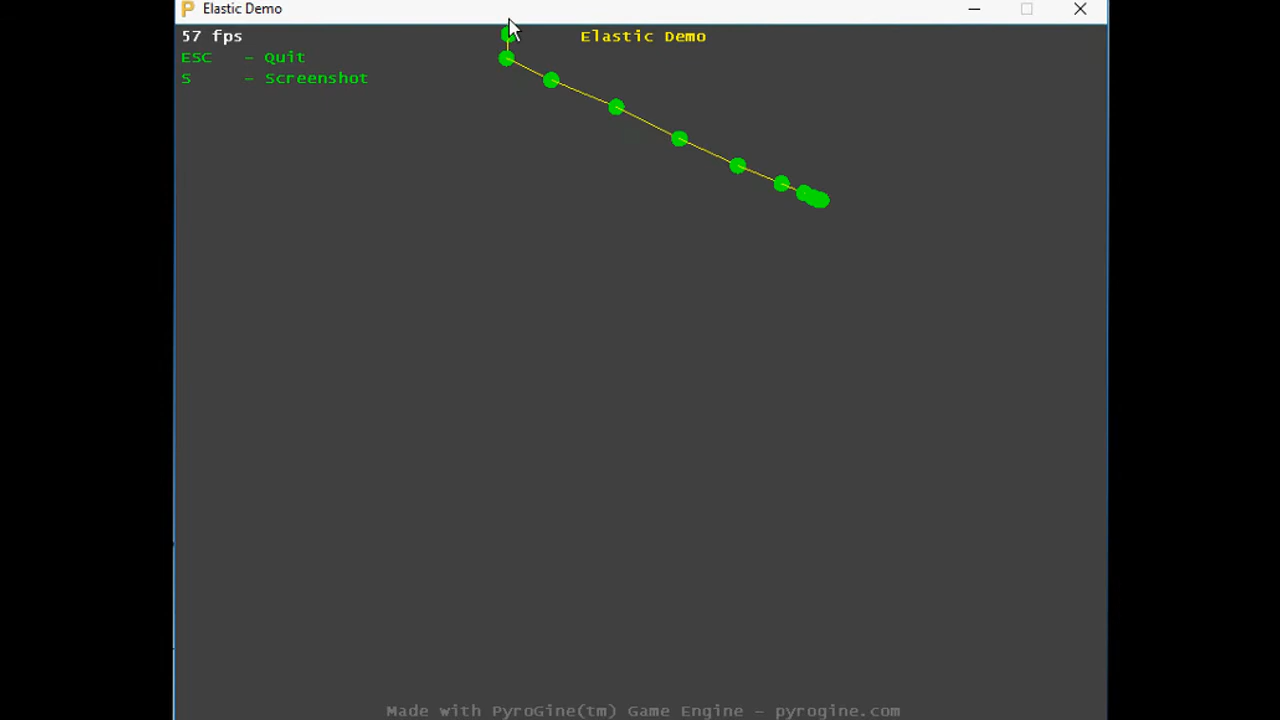 Elastic Demo
57 fps
Elastic Demo
ESC - Quit
S - Screenshot
Made with PyroGine(tm) Game Engine - pyrogine.com